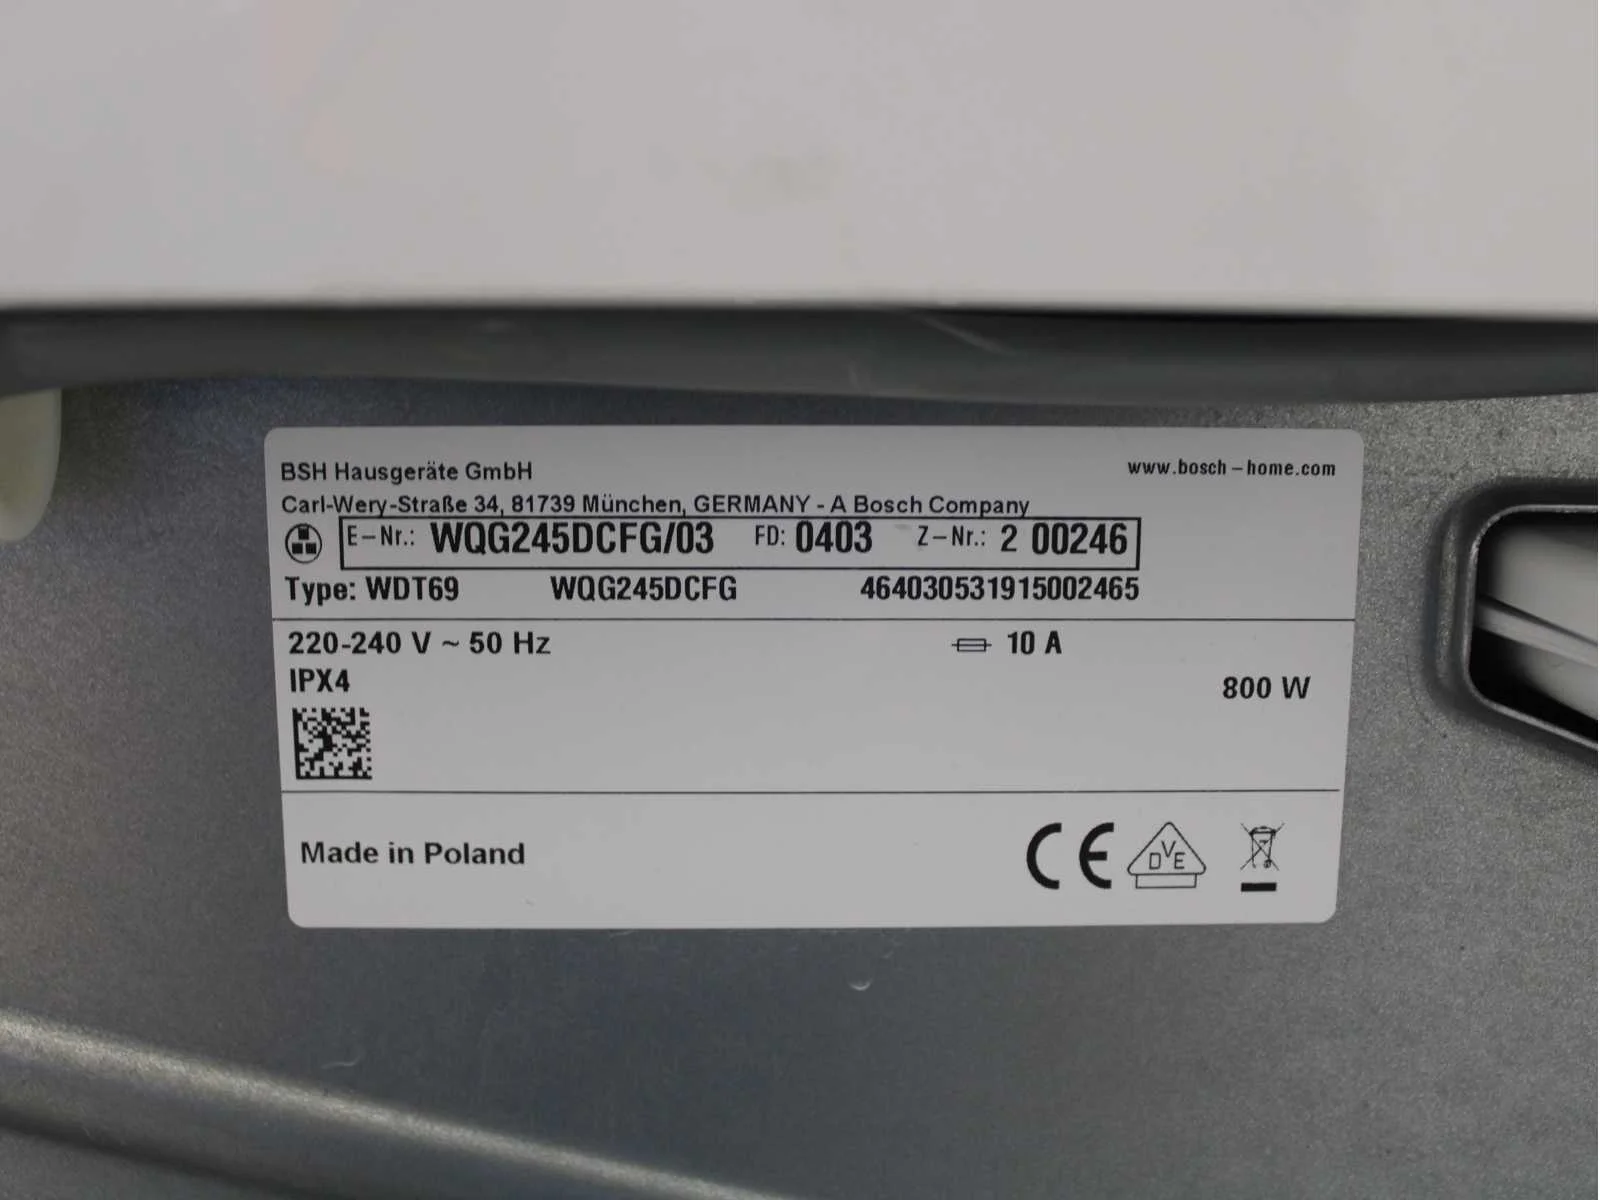 BSH Hausgeräte GmbH www.bosch-home.com
Carl-Wery-Straße 34, 81739 München, GERMANY - A Bosch Company
E-Nr.: WQG245DCFG/03 FD: 0403 Z-Nr.: 2 00246
Type: WDT69 WQG245DCFG 464030531915002465
220-240 V ~ 50 Hz 10 A
IPX4 800 W
Made in Poland CE DVE